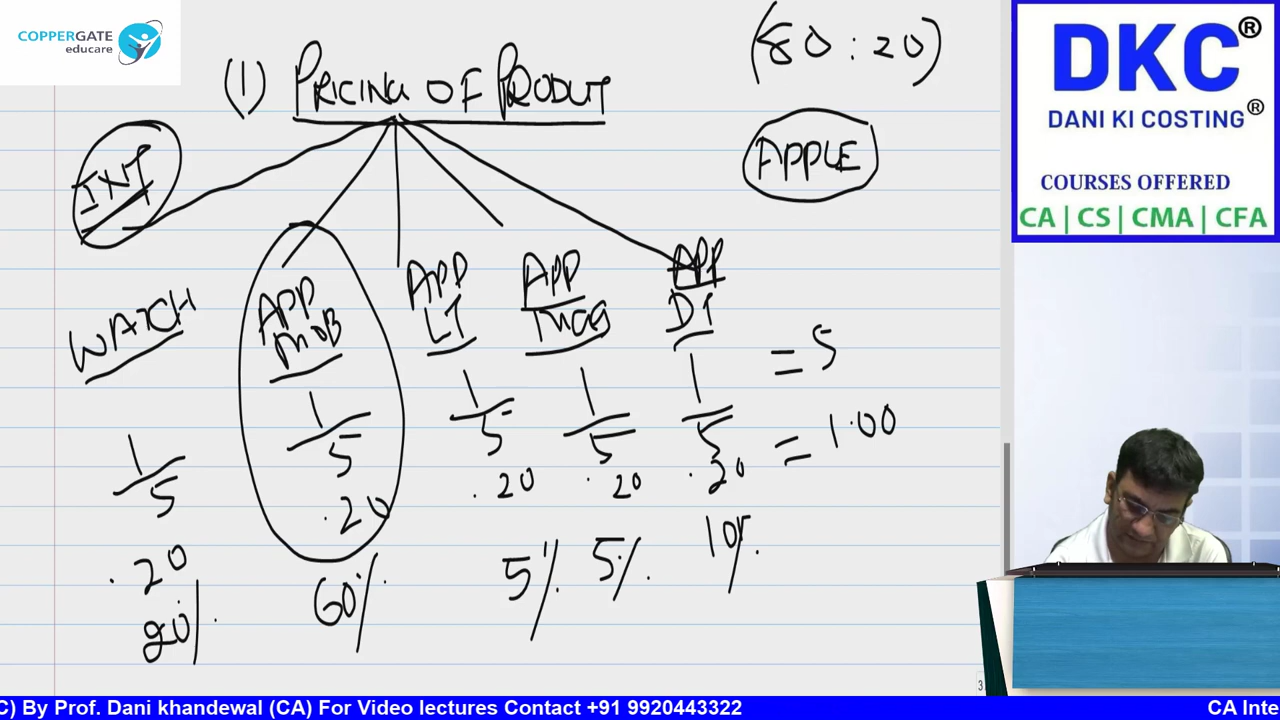 COPPERGATE
educare
(1) PRICING OF PRODUT
(80:20)
APPLE
INT
WATCH
APP
MOB
APP
LT
APP
MAG
APP
DT
1/5
1/5
1/5
1/5
1/5
= 5
.20
.20
.20
.20
.20
= 1.00
20%.
60%.
5%.
5%.
10%.
DKC®
DANI KI COSTING®
COURSES OFFERED
CA | CS | CMA | CFA
3
C) By Prof. Dani khandewal (CA) For Video lectures Contact +91 9920443322
CA Inte